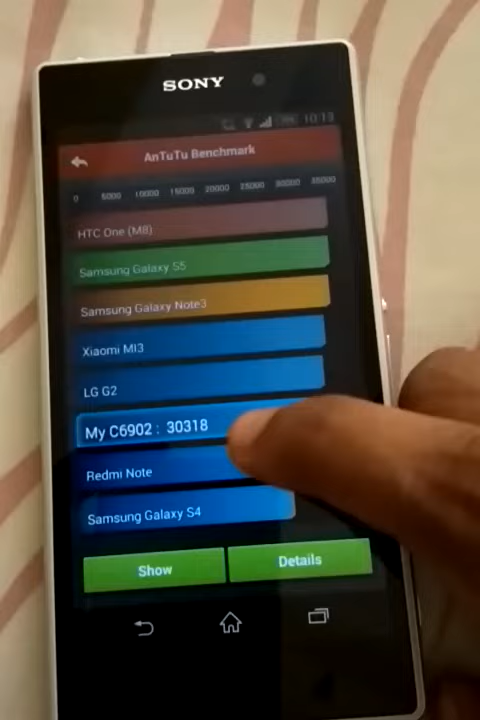 SONY
10:13
AnTuTu Benchmark
0 5000 10000 15000 20000 25000 30000 35000
HTC One (M8)
Samsung Galaxy S5
Samsung Galaxy Note3
Xiaomi MI3
LG G2
My C6902 : 30318
Redmi Note
Samsung Galaxy S4
Show Details